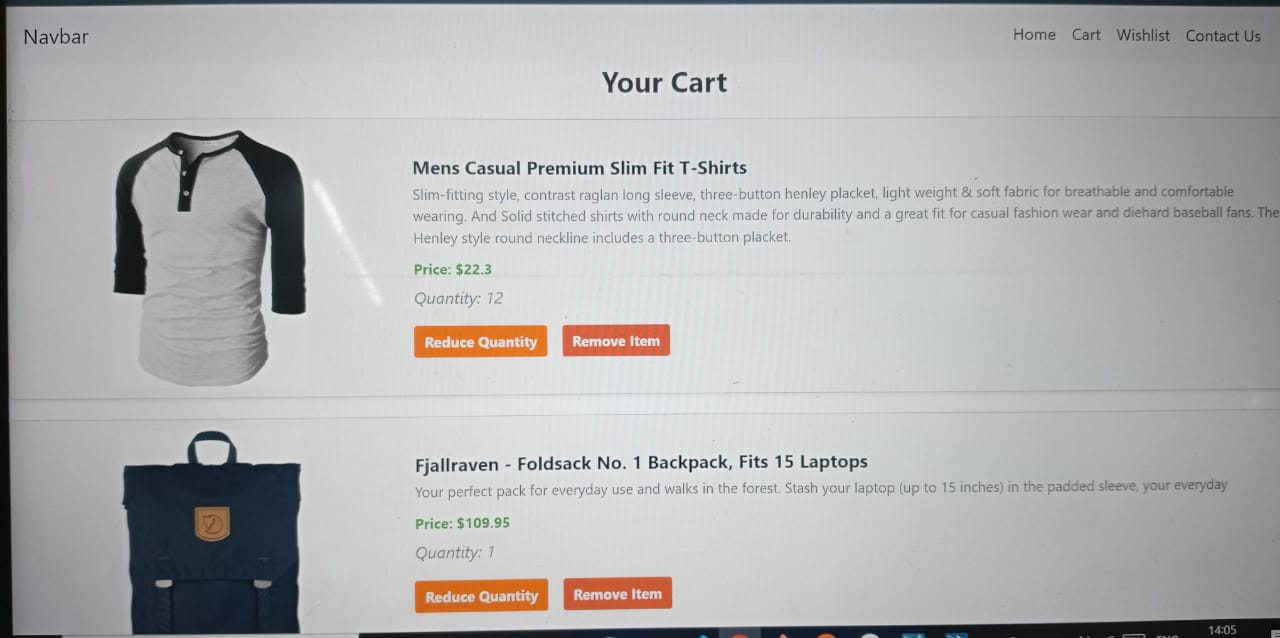 Navbar
Home Cart Wishlist Contact Us
Your Cart
Mens Casual Premium Slim Fit T-Shirts
Slim-fitting style, contrast raglan long sleeve, three-button henley placket, light weight & soft fabric for breathable and comfortable
wearing. And Solid stitched shirts with round neck made for durability and a great fit for casual fashion wear and diehard baseball fans. The
Henley style round neckline includes a three-button placket.
Price: $22.3
Quantity: 12
Reduce Quantity Remove Item
Fjallraven - Foldsack No. 1 Backpack, Fits 15 Laptops
Your perfect pack for everyday use and walks in the forest. Stash your laptop (up to 15 inches) in the padded sleeve, your everyday
Price: $109.95
Quantity: 1
Reduce Quantity Remove Item
14:05